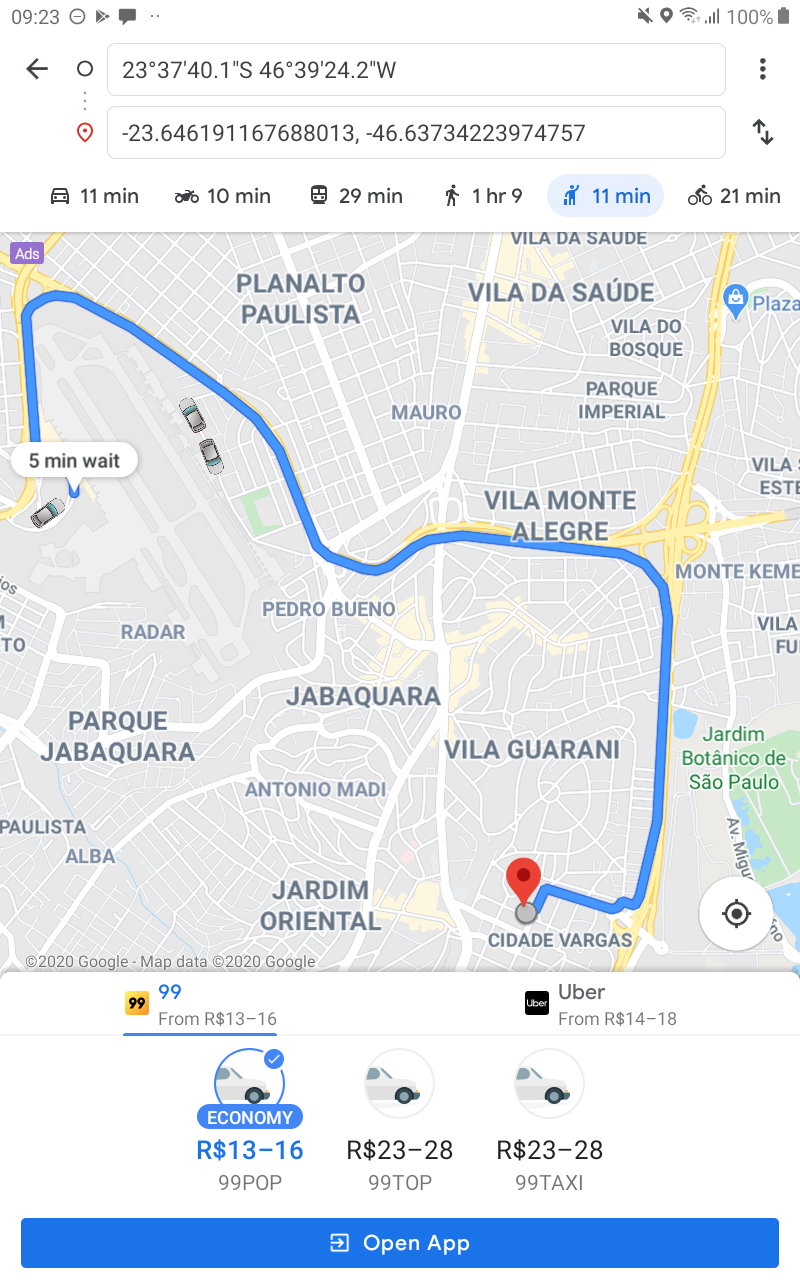 09:23
100%
23°37'40.1"S 46°39'24.2"W
-23.646191167688013, -46.63734223974757
11 min
10 min
29 min
1 hr 9
11 min
21 min
Ads
VILA DA SAÚDE
PLANALTO
PAULISTA
VILA DA SAÚDE
Plaza
VILA DO
BOSQUE
PARQUE
IMPERIAL
MAURO
5 min wait
VILA S
ESTE
VILA MONTE
ALEGRE
MONTE KEME
PEDRO BUENO
RADAR
TO
VILA
FU
JABAQUARA
PARQUE
JABAQUARA
VILA GUARANI
Jardim
Botânico de
São Paulo
ANTONIO MADI
PAULISTA
ALBA
Av. Migu
JARDIM
ORIENTAL
CIDADE VARGAS
©2020 Google - Map data ©2020 Google
99
99
From R$13–16
Uber
Uber
From R$14–18
ECONOMY
R$13–16
99POP
R$23–28
99TOP
R$23–28
99TAXI
Open App